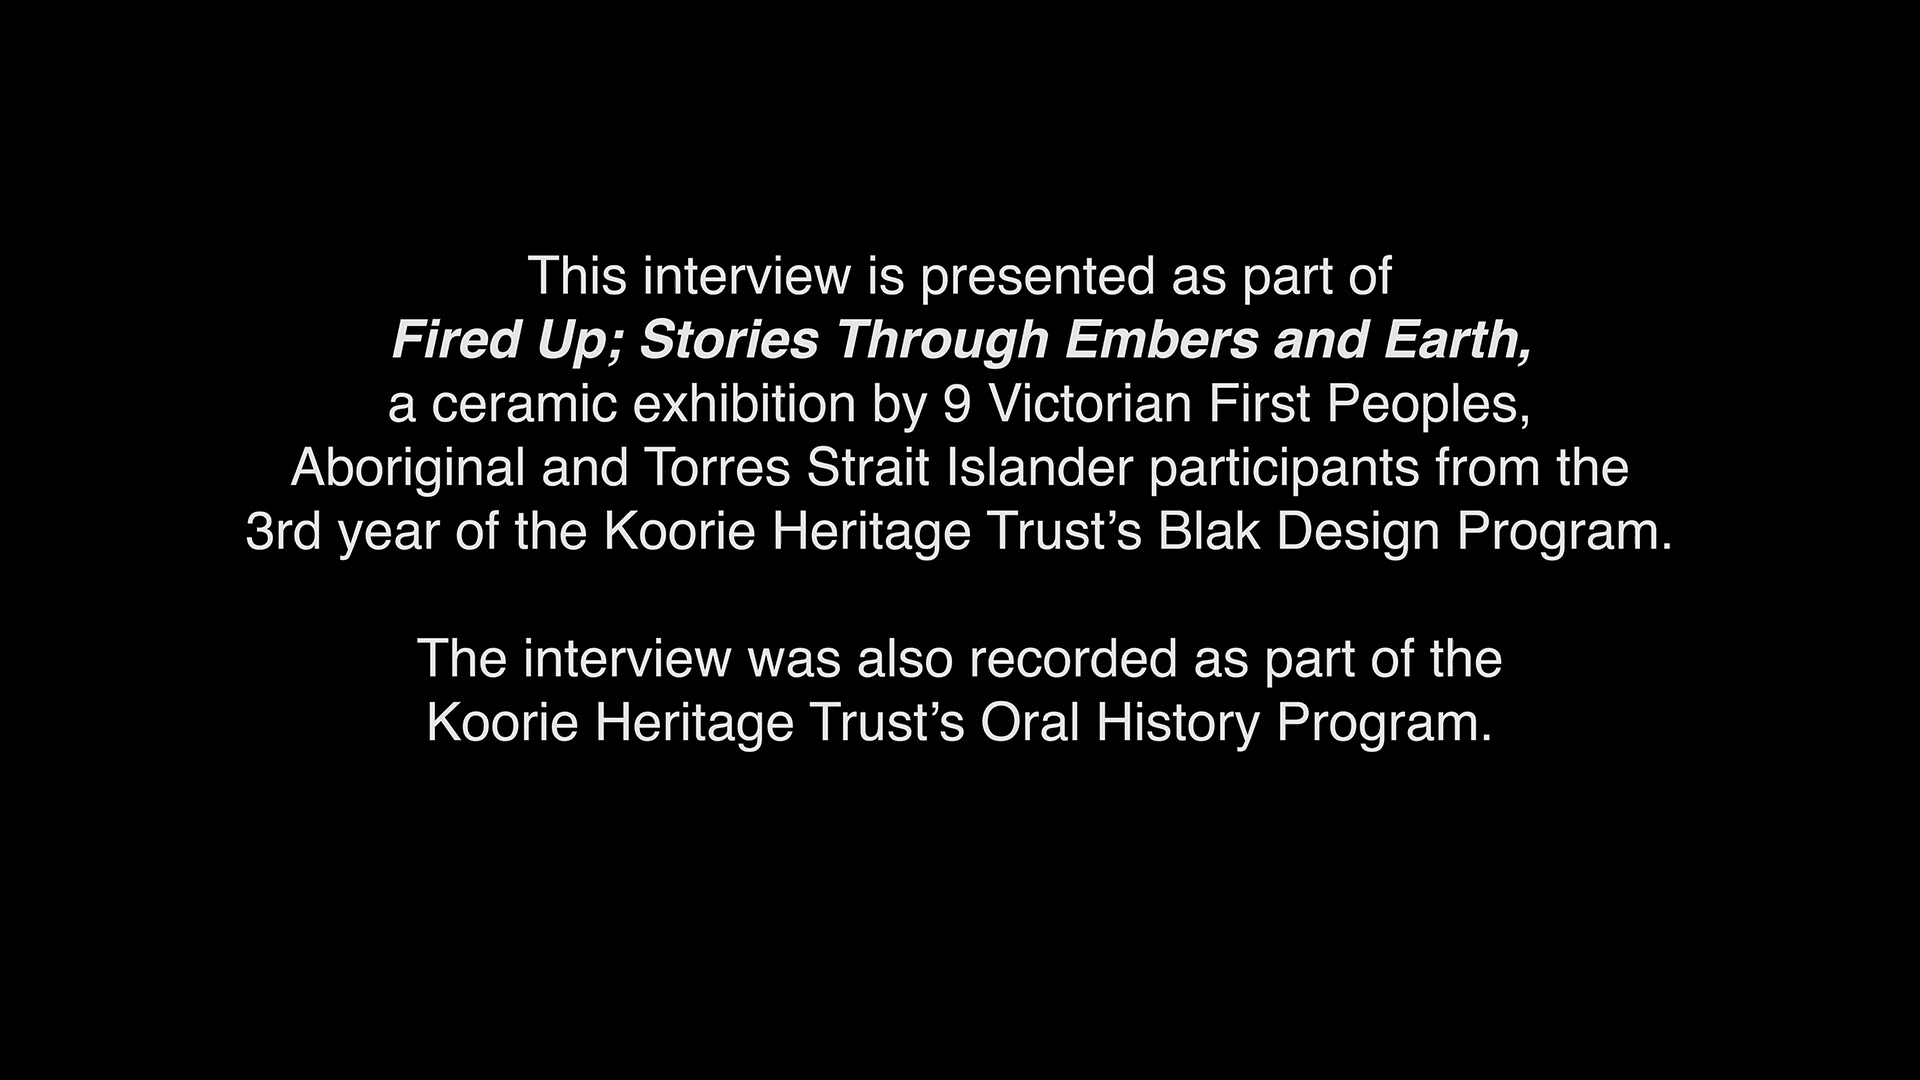 This interview is presented as part of
Fired Up; Stories Through Embers and Earth,
a ceramic exhibition by 9 Victorian First Peoples,
Aboriginal and Torres Strait Islander participants from the
3rd year of the Koorie Heritage Trust’s Blak Design Program.
The interview was also recorded as part of the
Koorie Heritage Trust’s Oral History Program.